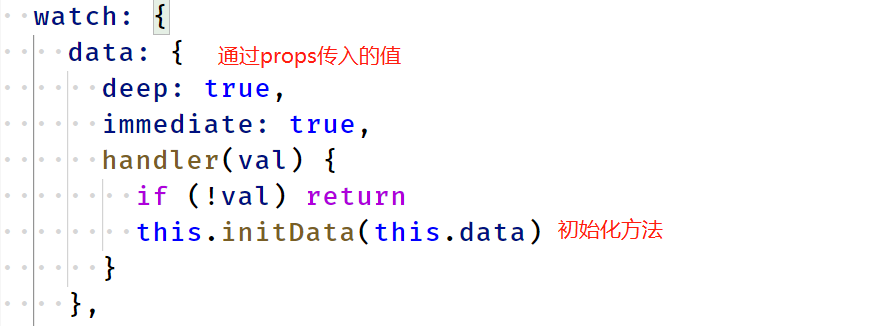 watch: {
data: { 通过props传入的值
deep: true,
immediate: true,
handler(val) {
if (!val) return
this.initData(this.data) 初始化方法
}
},